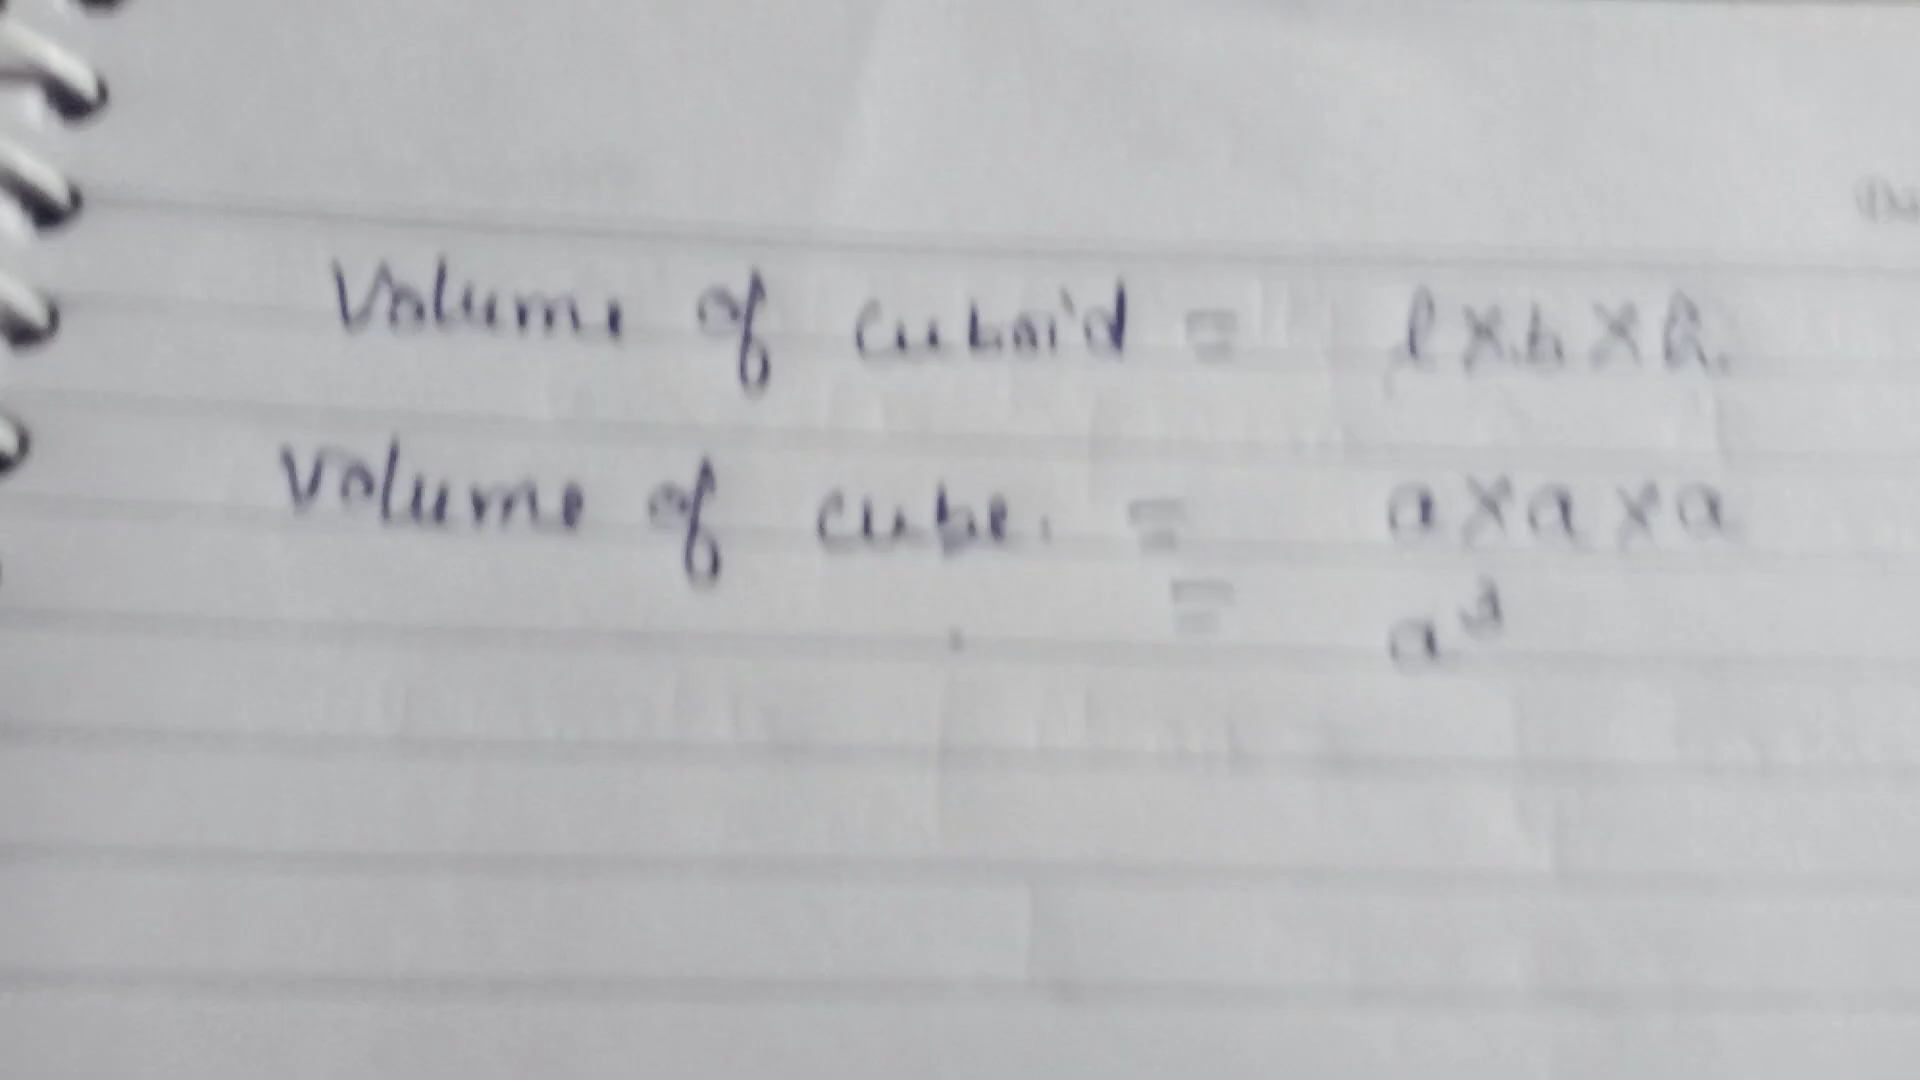 Volume of cuboid = l × b × h.
Volume of cube. = a × a × a
= a³